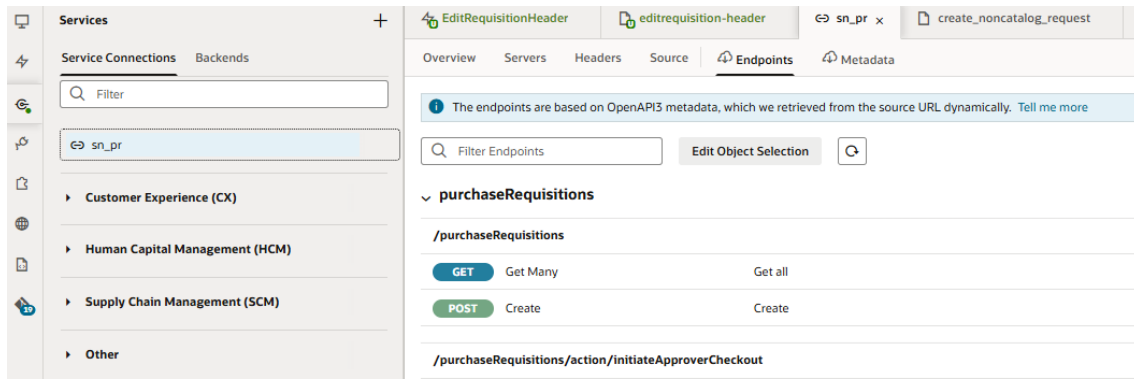 Services
Service Connections Backends
Filter
sn_pr
Customer Experience (CX)
Human Capital Management (HCM)
Supply Chain Management (SCM)
Other
19
EditRequisitionHeader editrequisition-header sn_pr × create_noncatalog_request
Overview Servers Headers Source Endpoints Metadata
The endpoints are based on OpenAPI3 metadata, which we retrieved from the source URL dynamically. Tell me more
Filter Endpoints Edit Object Selection
purchaseRequisitions
/purchaseRequisitions
GET Get Many Get all
POST Create Create
/purchaseRequisitions/action/initiateApproverCheckout